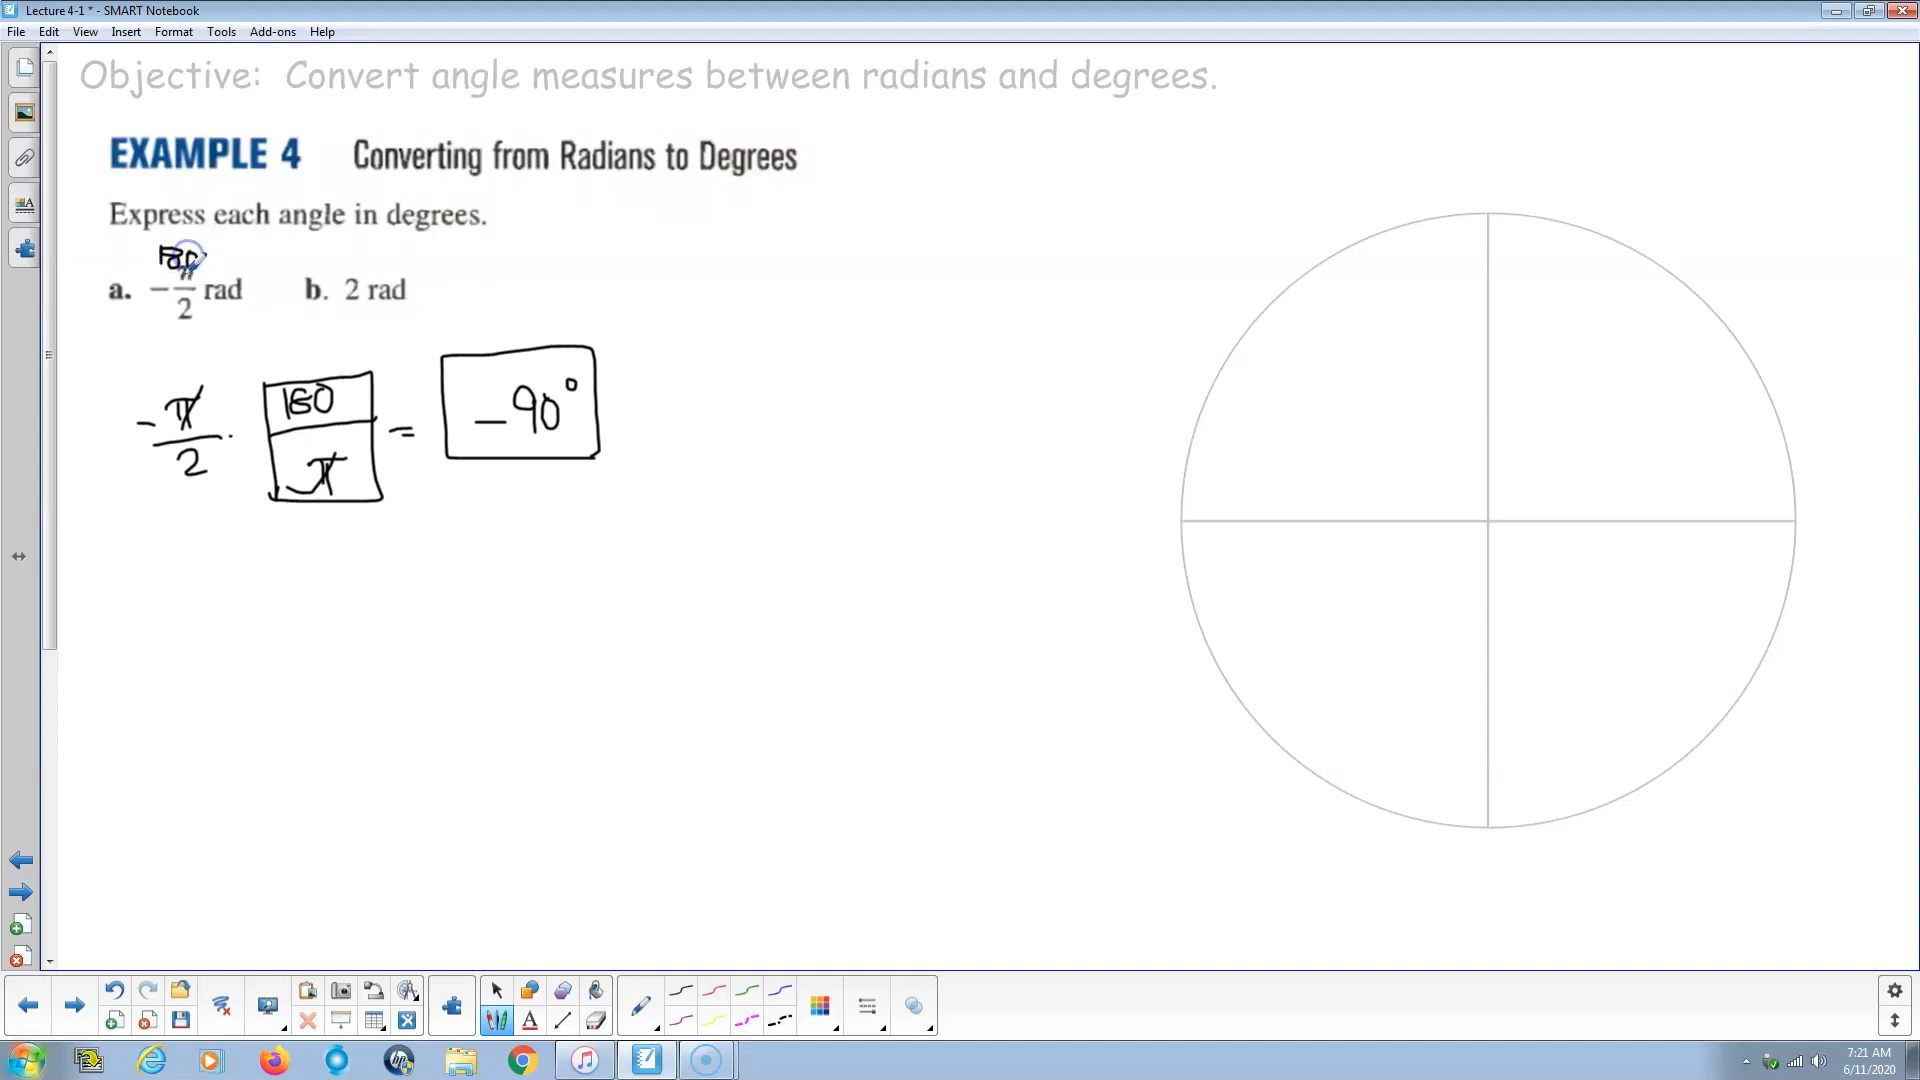 Lecture 4-1 * - SMART Notebook
File Edit View Insert Format Tools Add-ons Help
Objective: Convert angle measures between radians and degrees.
EXAMPLE 4 Converting from Radians to Degrees
Express each angle in degrees.
180
a. -π/2 rad b. 2 rad
-π/2 · 180/π = -90°
7:21 AM
6/11/2020